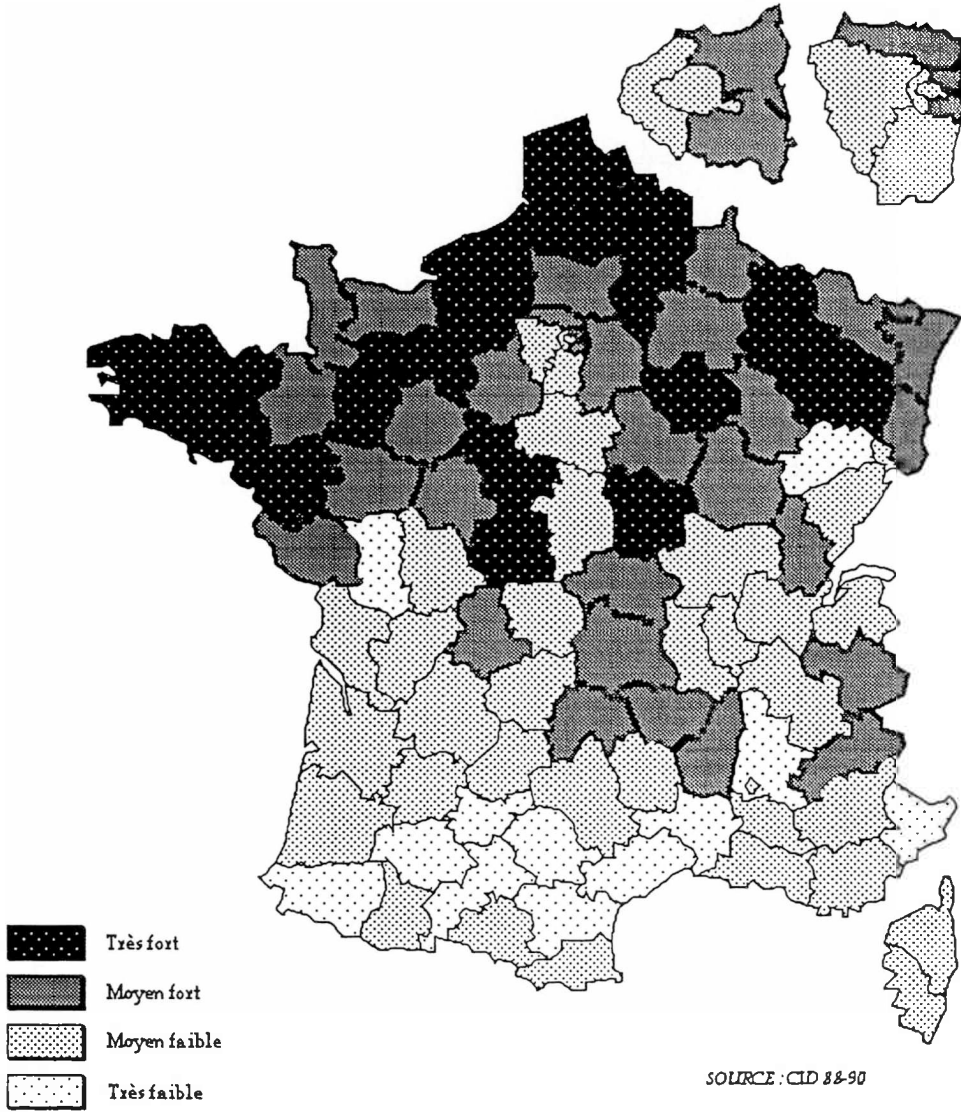 Très fort
Moyen fort
Moyen faible
Très faible
SOURCE : CID 88-90